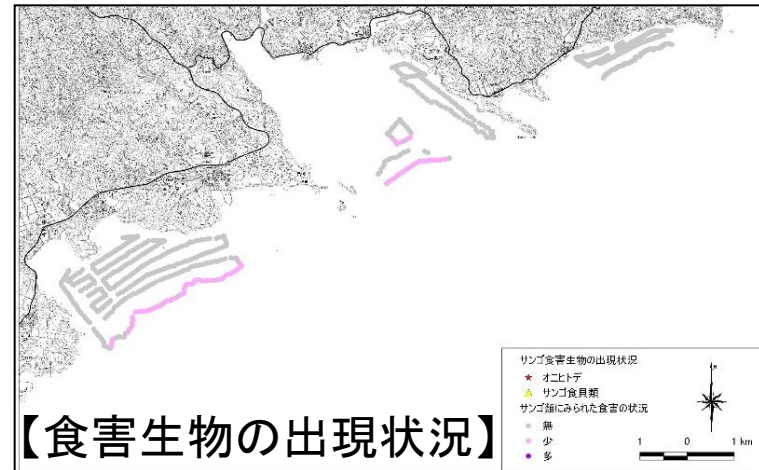 サンゴ食害生物の出現状況
オニヒトデ
サンゴ食貝類
サンゴ類にみられた食害の状況
無
少
多
1 0 1 km
【食害生物の出現状況】